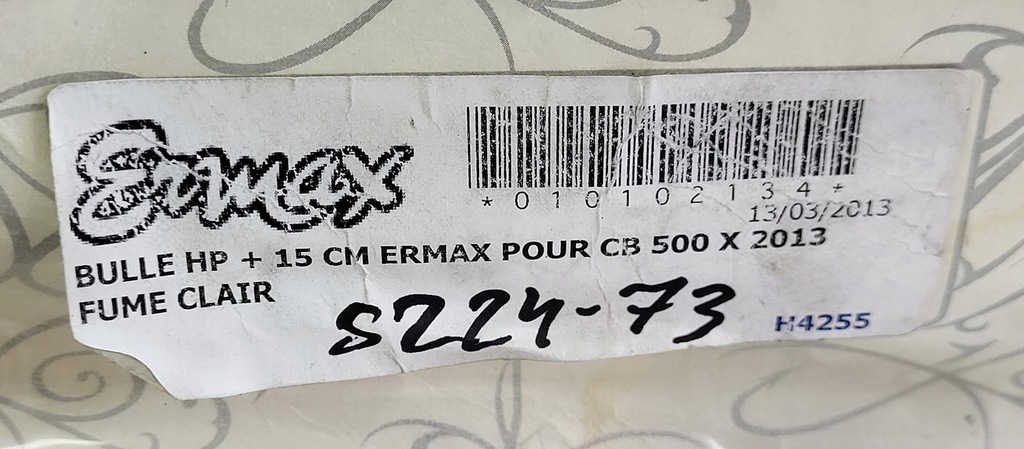 Ermax
*010102134*
13/03/2013
BULLE HP + 15 CM ERMAX POUR CB 500 X 2013
FUME CLAIR
S224-73
H4255